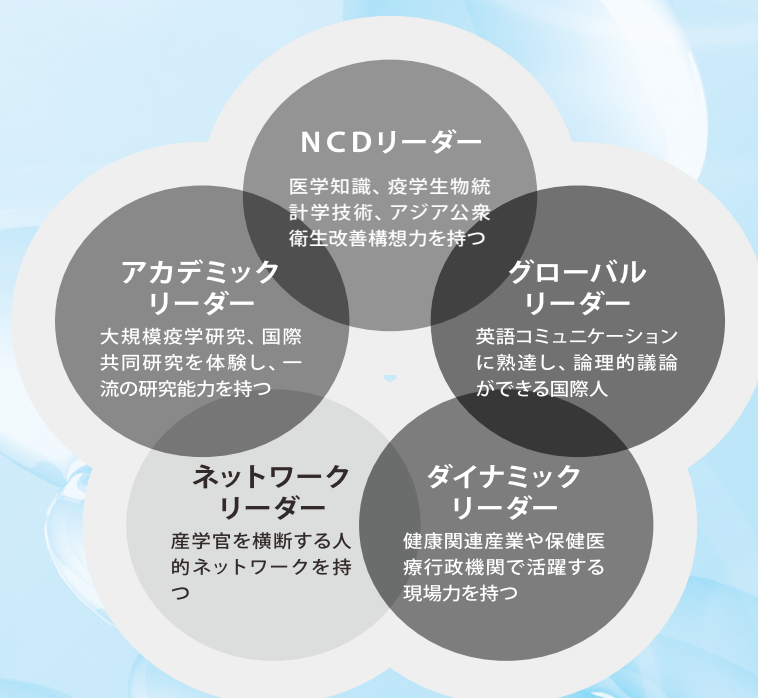 NCDリーダー
医学知識、疫学生物統
計学技術、アジア公衆
衛生改善構想力を持つ
アカデミック
リーダー
大規模疫学研究、国際
共同研究を体験し、一
流の研究能力を持つ
グローバル
リーダー
英語コミュニケーション
に熟達し、論理的議論
ができる国際人
ネットワーク
リーダー
産学官を横断する人
的ネットワークを持
つ
ダイナミック
リーダー
健康関連産業や保健医
療行政機関で活躍する
現場力を持つ